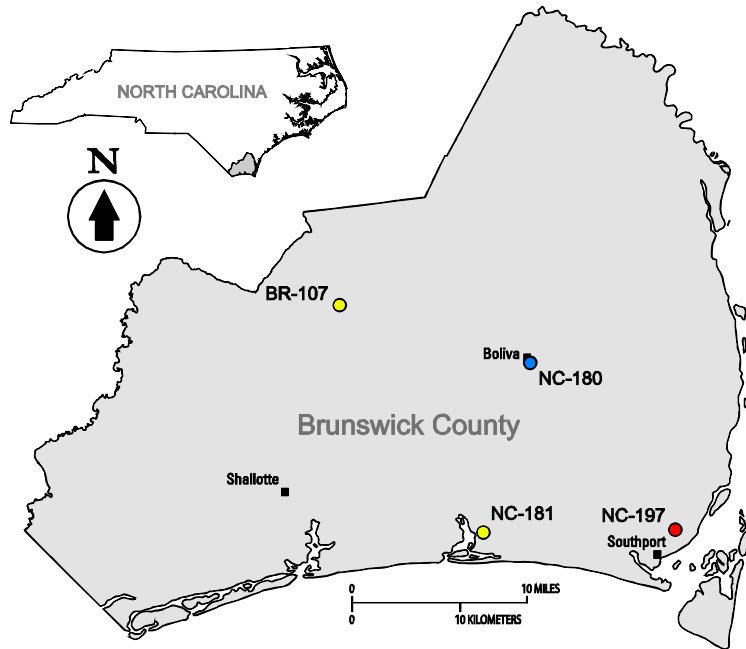 NORTH CAROLINA
N
BR-107
Boliva
NC-180
Brunswick County
Shallotte
NC-181
NC-197
Southport
0 10 MILES
0 10 KILOMETERS